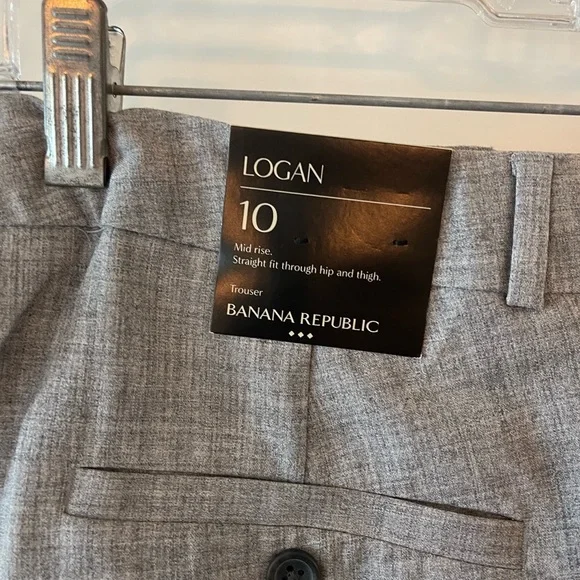 LOGAN
10
Mid rise.
Straight fit through hip and thigh.
Trouser
BANANA REPUBLIC